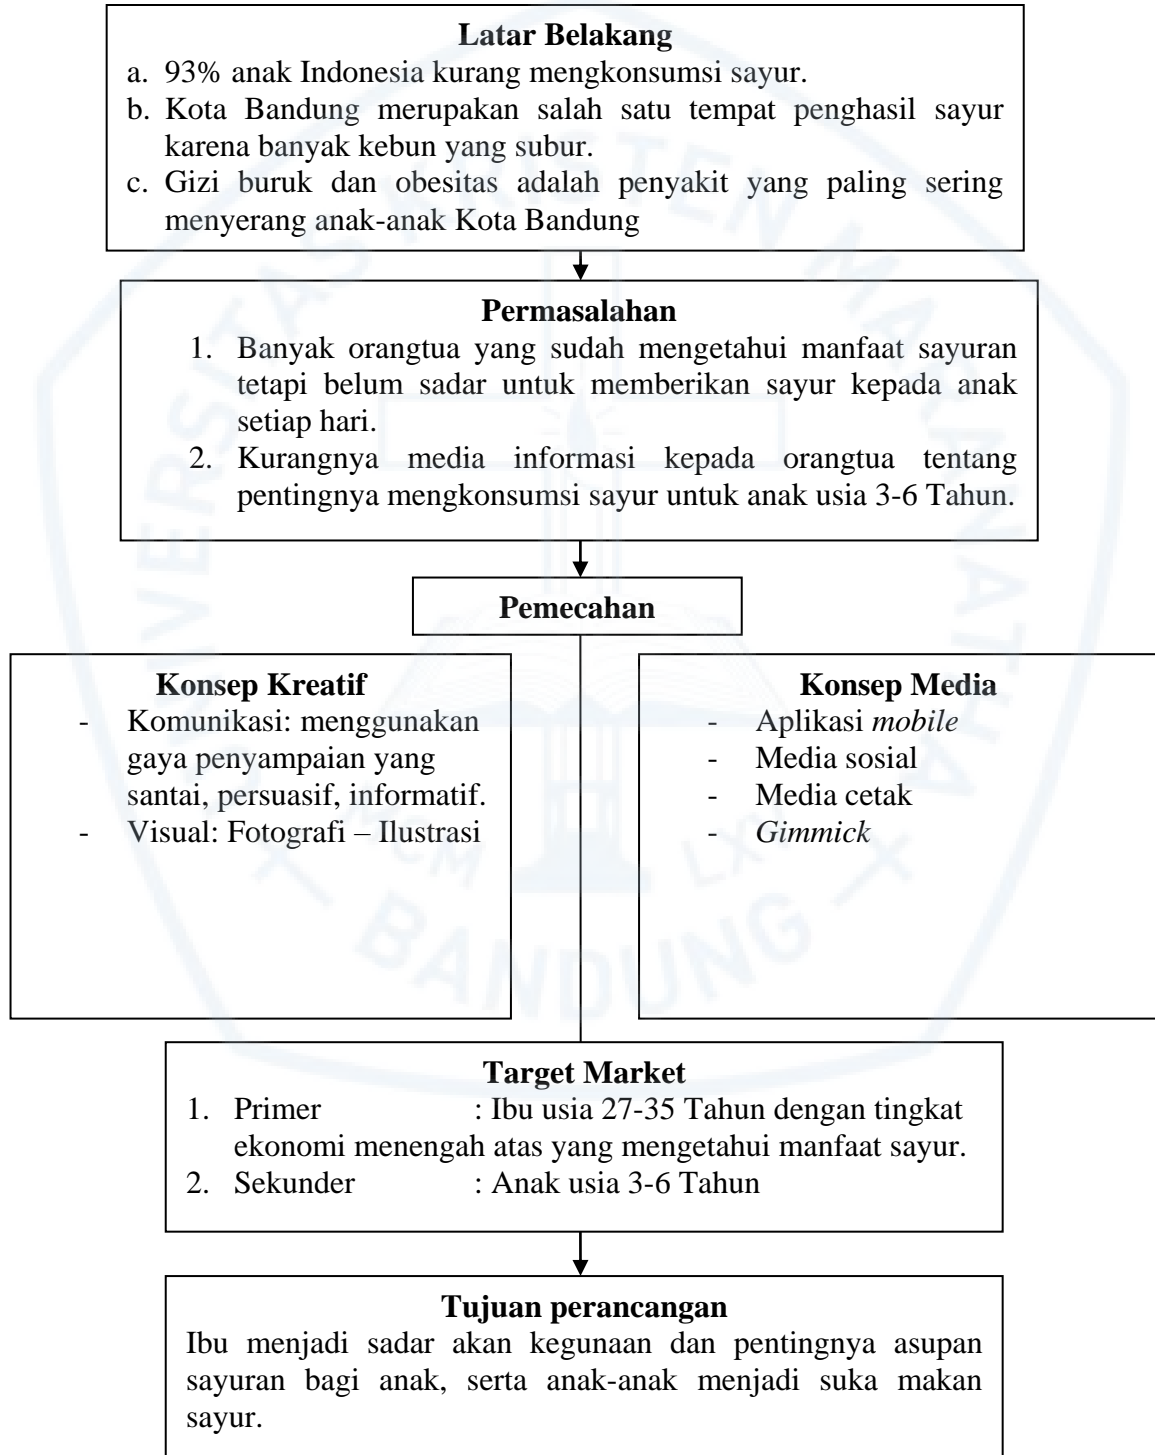 Latar Belakang
a. 93% anak Indonesia kurang mengkonsumsi sayur.
b. Kota Bandung merupakan salah satu tempat penghasil sayur
karena banyak kebun yang subur.
c. Gizi buruk dan obesitas adalah penyakit yang paling sering
menyerang anak-anak Kota Bandung
Permasalahan
1. Banyak orangtua yang sudah mengetahui manfaat sayuran
tetapi belum sadar untuk memberikan sayur kepada anak
setiap hari.
2. Kurangnya media informasi kepada orangtua tentang
pentingnya mengkonsumsi sayur untuk anak usia 3-6 Tahun.
Pemecahan
Konsep Kreatif
- Komunikasi: menggunakan
gaya penyampaian yang
santai, persuasif, informatif.
- Visual: Fotografi – Ilustrasi
Konsep Media
- Aplikasi mobile
- Media sosial
- Media cetak
- Gimmick
Target Market
1. Primer : Ibu usia 27-35 Tahun dengan tingkat
ekonomi menengah atas yang mengetahui manfaat sayur.
2. Sekunder : Anak usia 3-6 Tahun
Tujuan perancangan
Ibu menjadi sadar akan kegunaan dan pentingnya asupan
sayuran bagi anak, serta anak-anak menjadi suka makan
sayur.
UNIVERSITAS KRISTEN MARANATHA
MCM LXV
BANDUNG